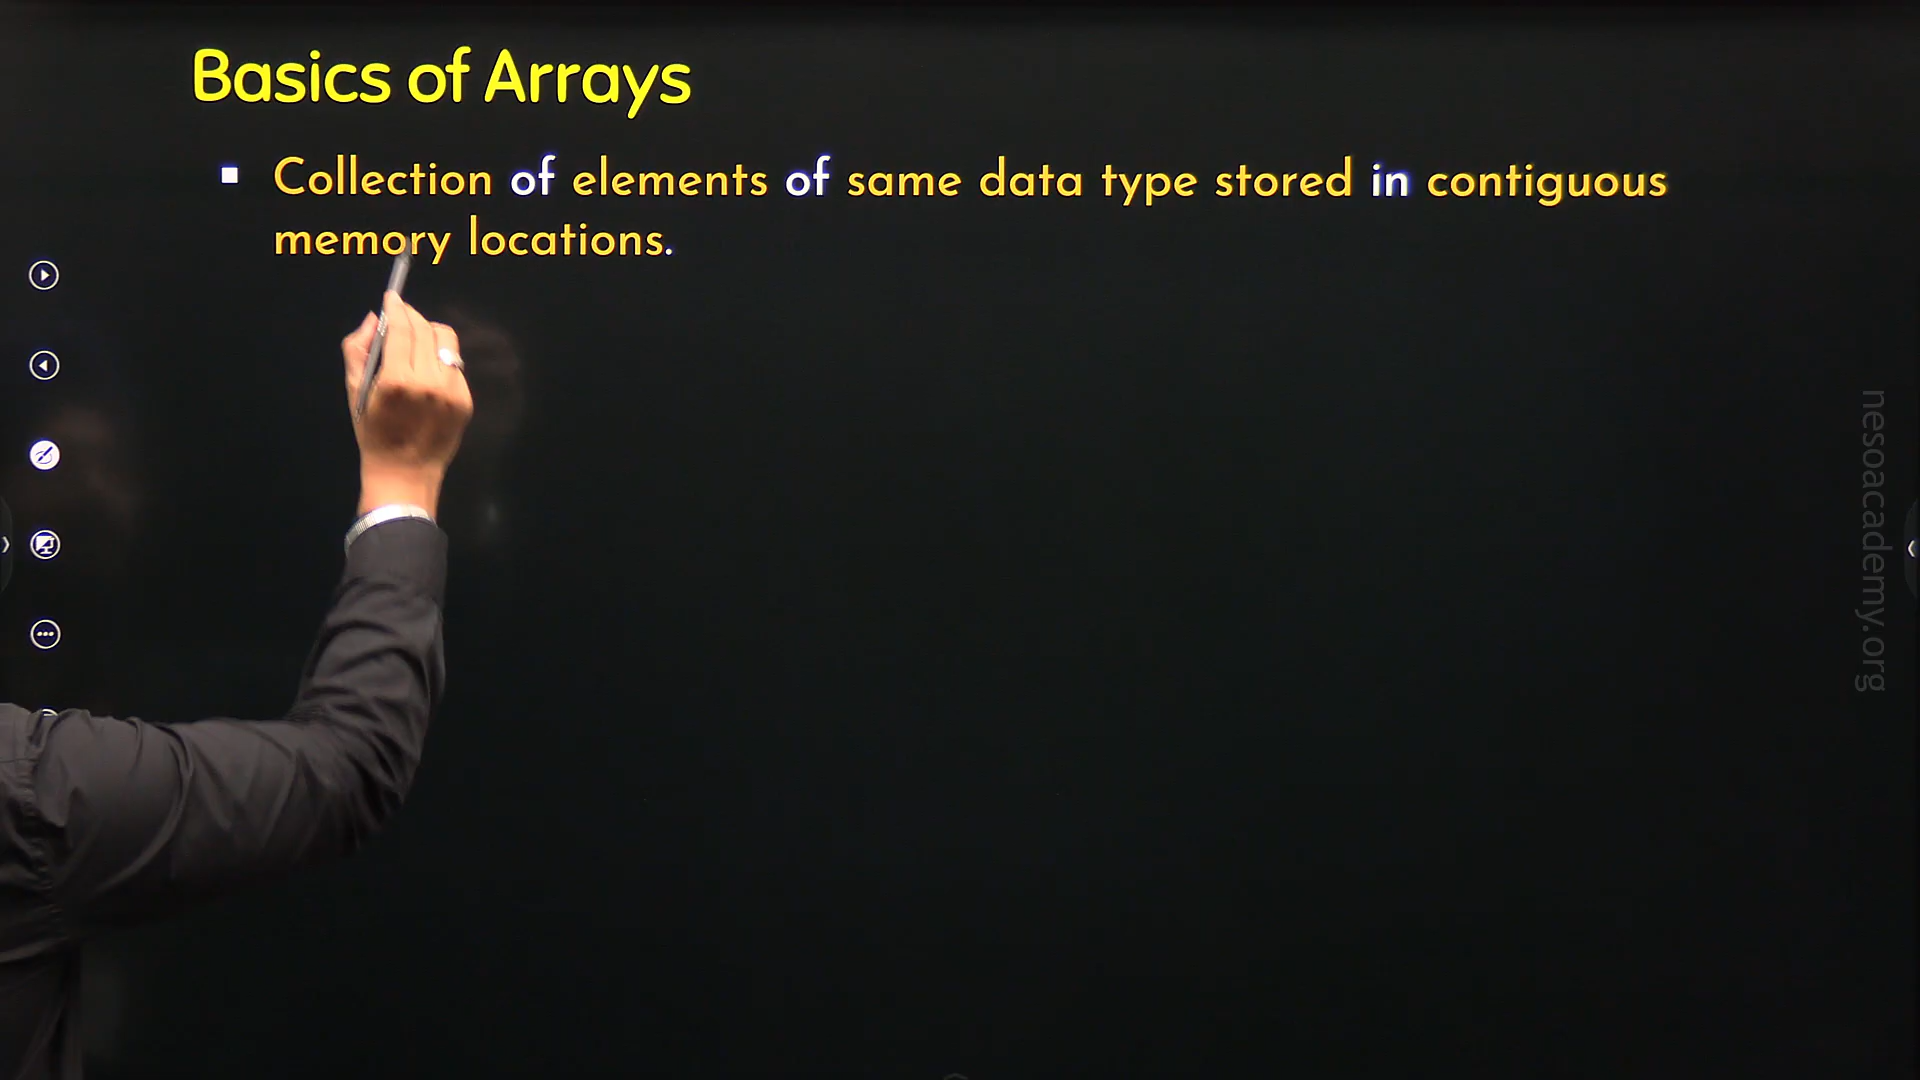 Basics of Arrays
Collection of elements of same data type stored in contiguous
memory locations.
nesoacademy.org